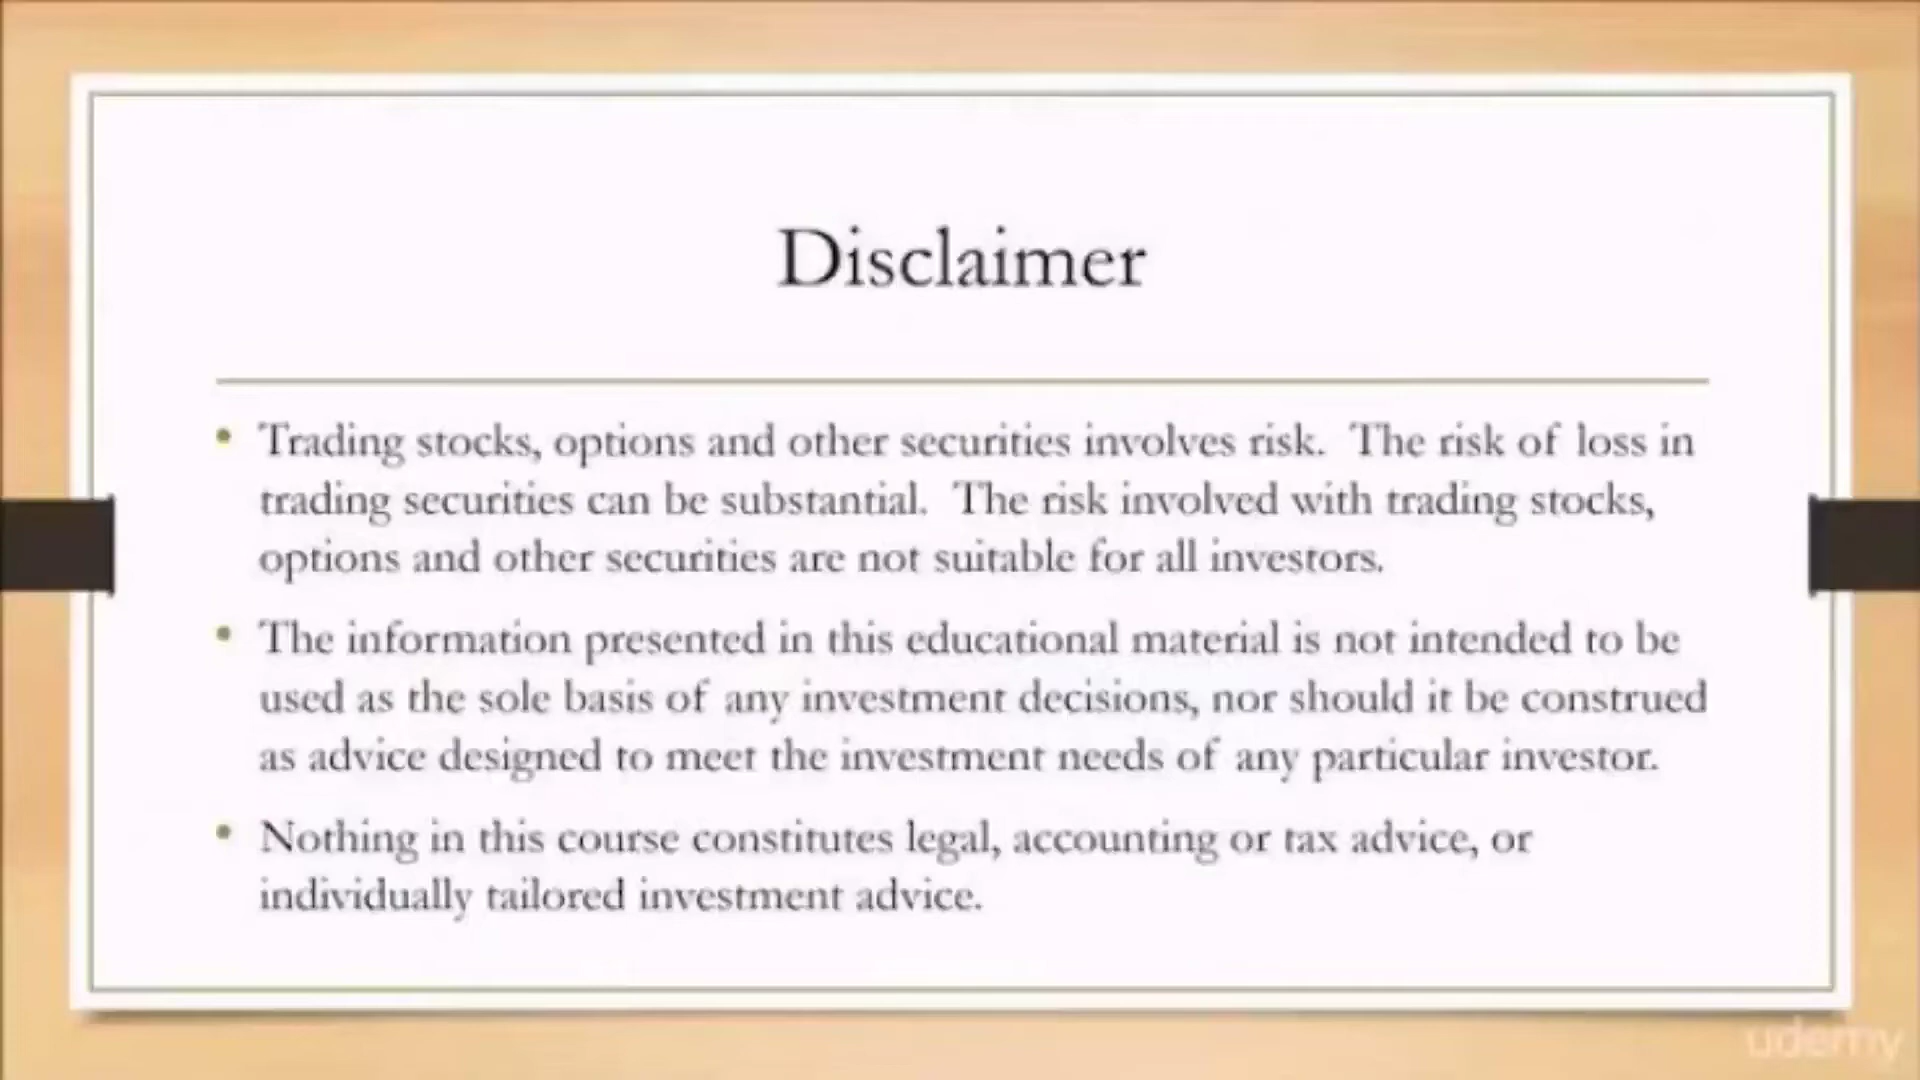 Disclaimer
• Trading stocks, options and other securities involves risk.  The risk of loss in
trading securities can be substantial.  The risk involved with trading stocks,
options and other securities are not suitable for all investors.
• The information presented in this educational material is not intended to be
used as the sole basis of any investment decisions, nor should it be construed
as advice designed to meet the investment needs of any particular investor.
• Nothing in this course constitutes legal, accounting or tax advice, or
individually tailored investment advice.
udemy